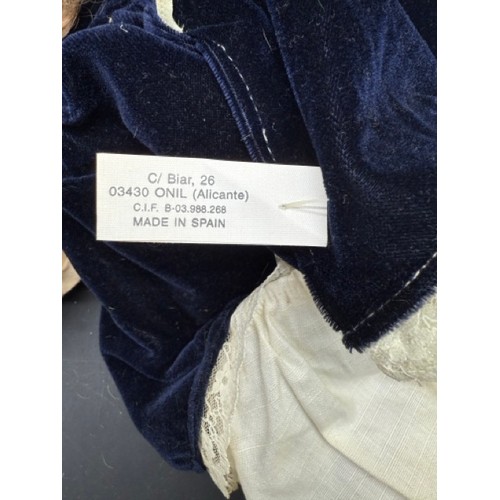 C/ Biar, 26
03430 ONIL (Alicante)
C.I.F. B-03.988.268
MADE IN SPAIN